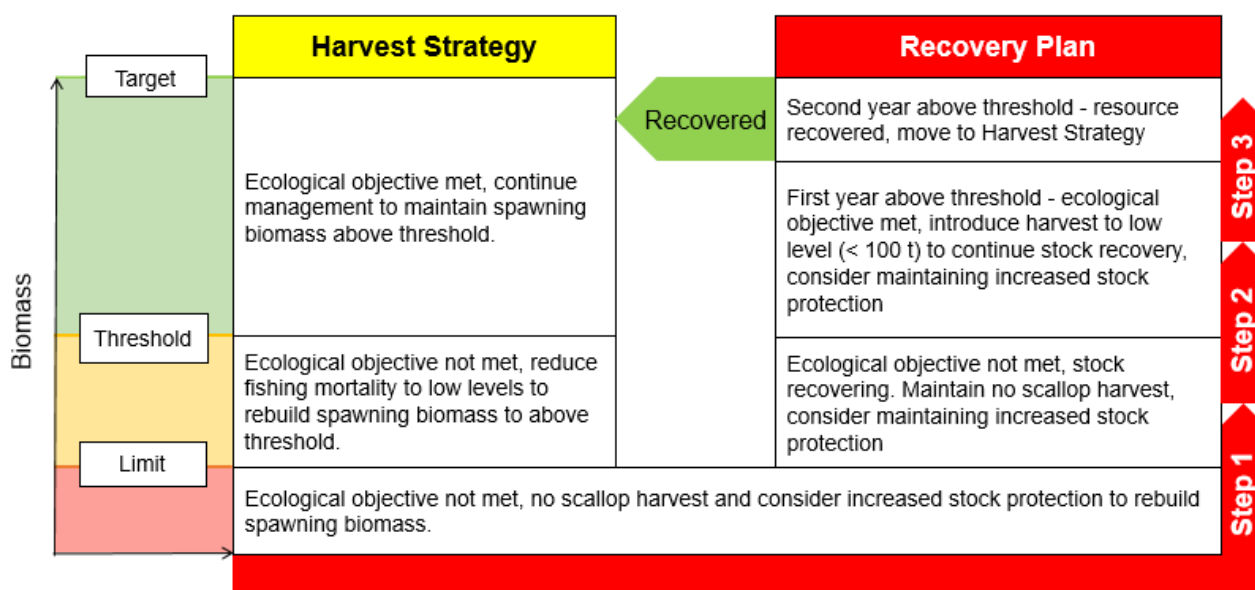 Harvest Strategy
Recovery Plan
Target
Recovered
Second year above threshold - resource
recovered, move to Harvest Strategy
Step 3
Ecological objective met, continue
management to maintain spawning
biomass above threshold.
First year above threshold - ecological
objective met, introduce harvest to low
level (< 100 t) to continue stock recovery,
consider maintaining increased stock
protection
Step 2
Biomass
Threshold
Ecological objective not met, reduce
fishing mortality to low levels to
rebuild spawning biomass to above
threshold.
Ecological objective not met, stock
recovering. Maintain no scallop harvest,
consider maintaining increased stock
protection
Step 1
Limit
Ecological objective not met, no scallop harvest and consider increased stock protection to rebuild
spawning biomass.